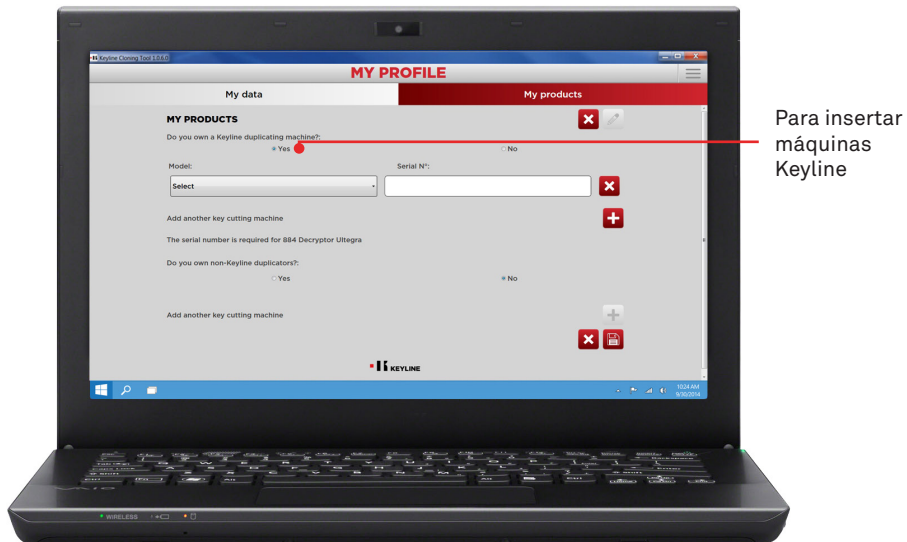 Keyline Cloning Tool 1.0.6.0
MY PROFILE
My data
My products
MY PRODUCTS
Do you own a Keyline duplicating machine?:
Yes
No
Model:
Serial N°:
Select
Add another key cutting machine
The serial number is required for 884 Decryptor Ultegra
Do you own non-Keyline duplicators?:
Yes
No
Add another key cutting machine
KEYLINE
10:24 AM
9/30/2014
Para insertar
máquinas
Keyline
VAIO
WIRELESS